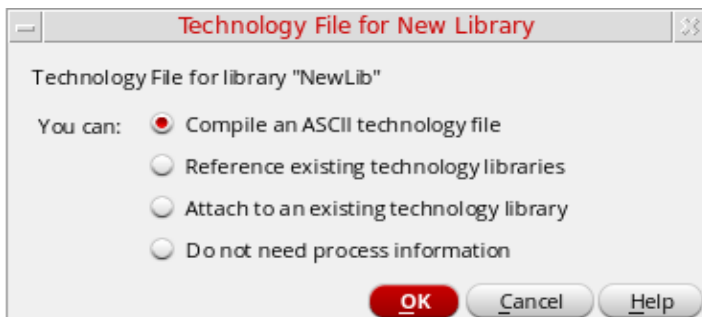 Technology File for New Library
Technology File for library "NewLib"
You can: Compile an ASCII technology file
Reference existing technology libraries
Attach to an existing technology library
Do not need process information
OK Cancel Help